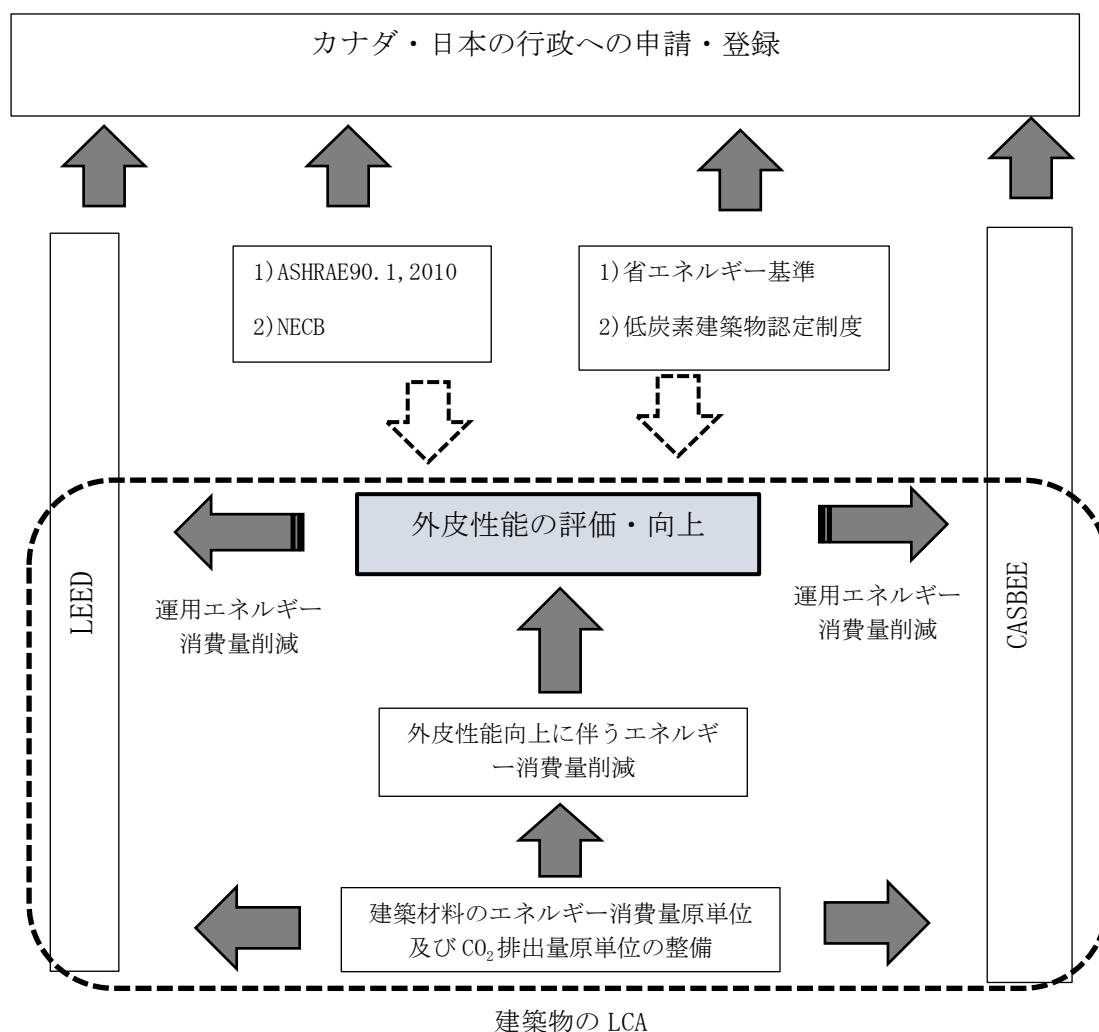 カナダ・日本の行政への申請・登録
1)ASHRAE90.1,2010
2)NECB
1)省エネルギー基準
2)低炭素建築物認定制度
外皮性能の評価・向上
LEED
運用エネルギー
消費量削減
運用エネルギー
消費量削減
CASBEE
外皮性能向上に伴うエネルギ
ー消費量削減
建築材料のエネルギー消費量原単位
及び CO₂排出量原単位の整備
建築物の LCA